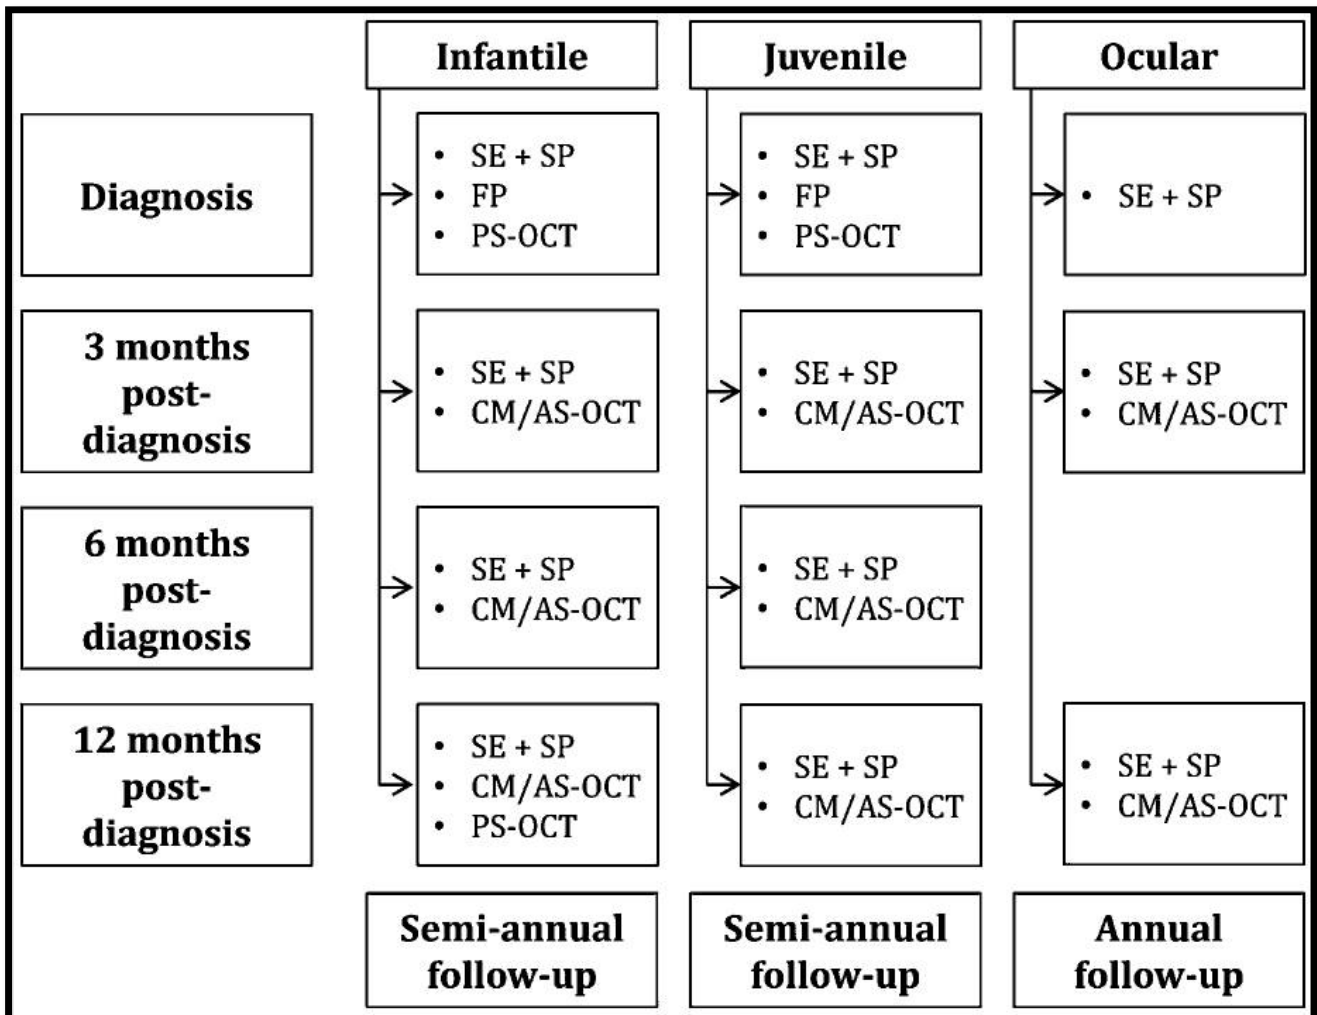 Infantile
Juvenile
Ocular
Diagnosis
• SE + SP
• FP
• PS-OCT
• SE + SP
• FP
• PS-OCT
• SE + SP
3 months
post-
diagnosis
• SE + SP
• CM/AS-OCT
• SE + SP
• CM/AS-OCT
• SE + SP
• CM/AS-OCT
6 months
post-
diagnosis
• SE + SP
• CM/AS-OCT
• SE + SP
• CM/AS-OCT
12 months
post-
diagnosis
• SE + SP
• CM/AS-OCT
• PS-OCT
• SE + SP
• CM/AS-OCT
• SE + SP
• CM/AS-OCT
Semi-annual
follow-up
Semi-annual
follow-up
Annual
follow-up